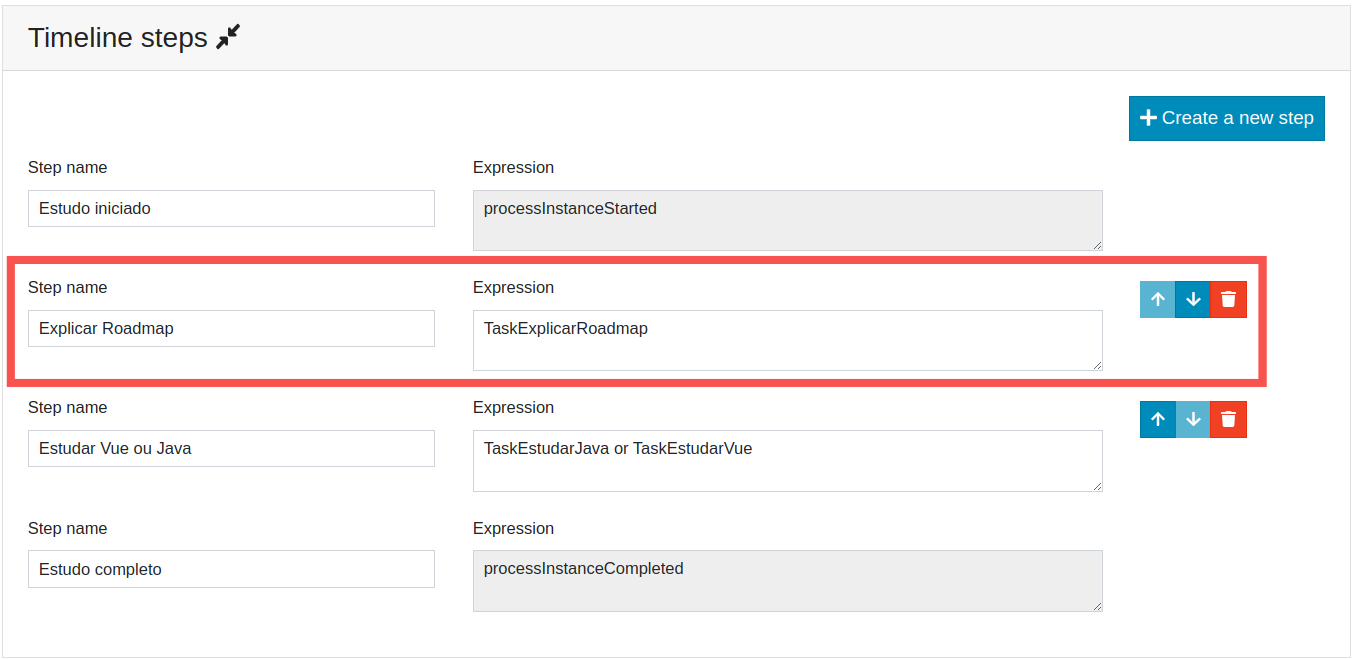 Timeline steps
Create a new step
Step name
Expression
Estudo iniciado
processInstanceStarted
Step name
Expression
Explicar Roadmap
TaskExplicarRoadmap
Step name
Expression
Estudar Vue ou Java
TaskEstudarJava or TaskEstudarVue
Step name
Expression
Estudo completo
processInstanceCompleted